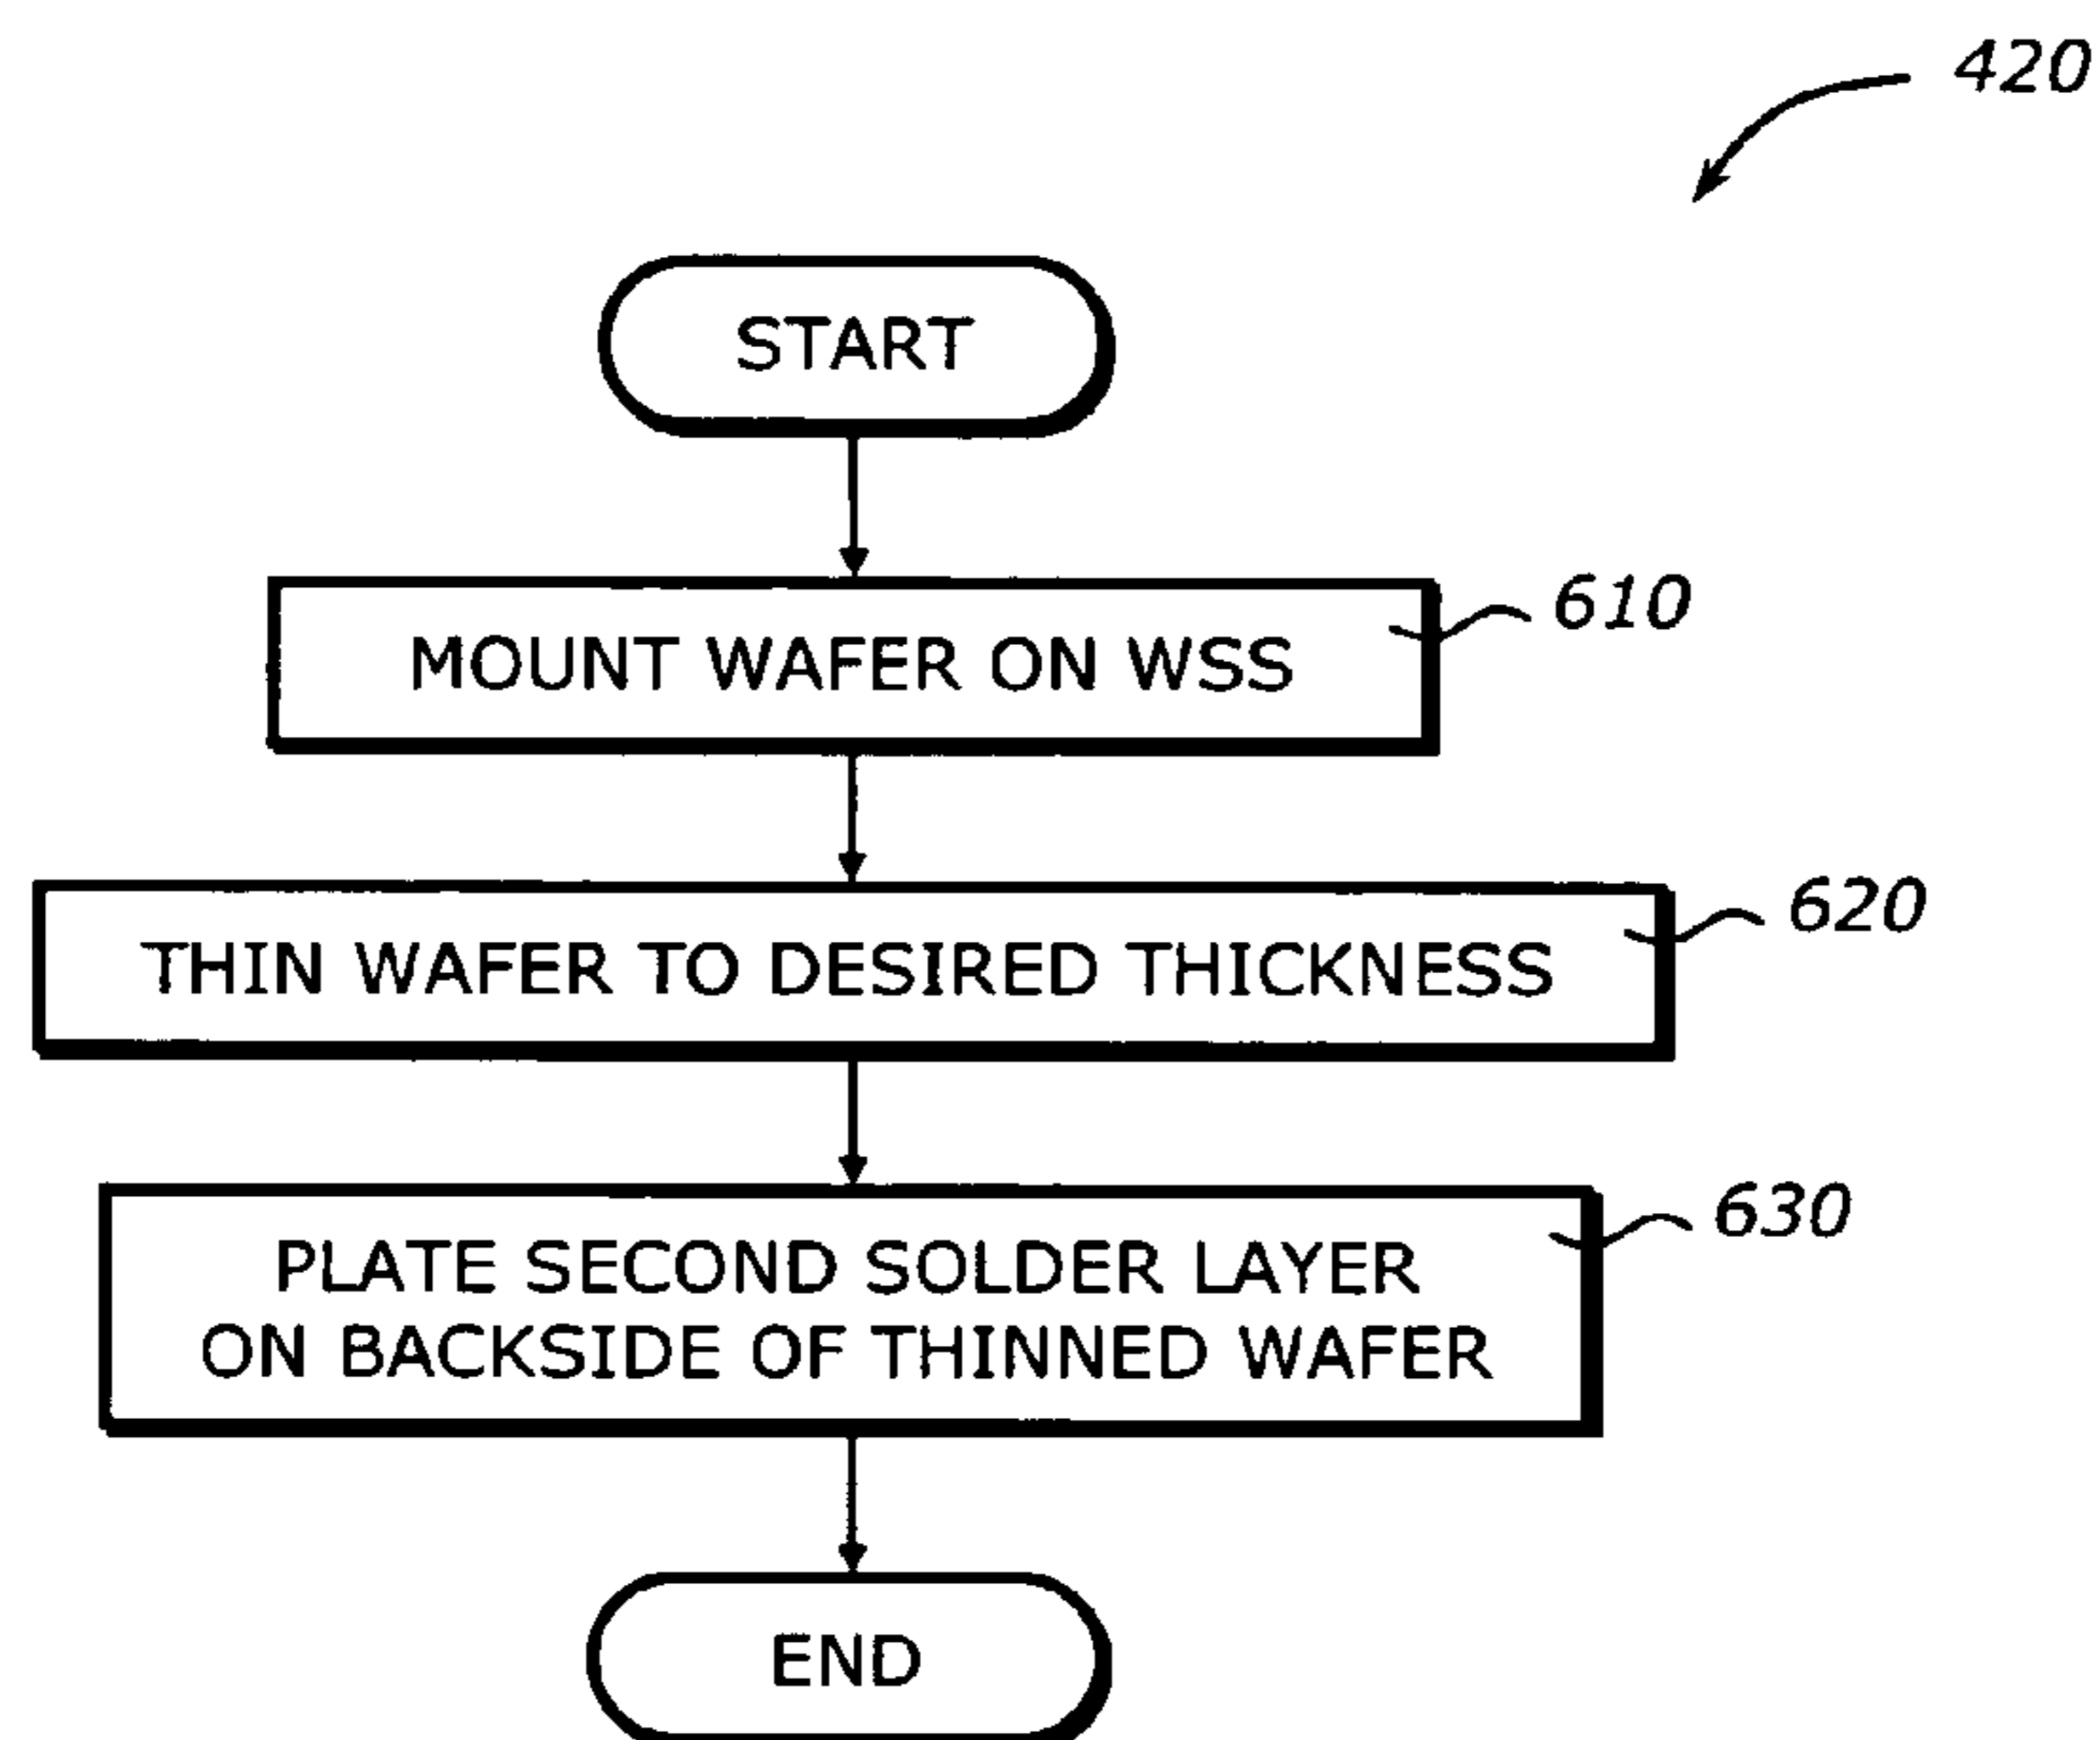 420
START
610
MOUNT WAFER ON WSS
620
THIN WAFER TO DESIRED THICKNESS
630
PLATE SECOND SOLDER LAYER
ON BACKSIDE OF THINNED WAFER
END